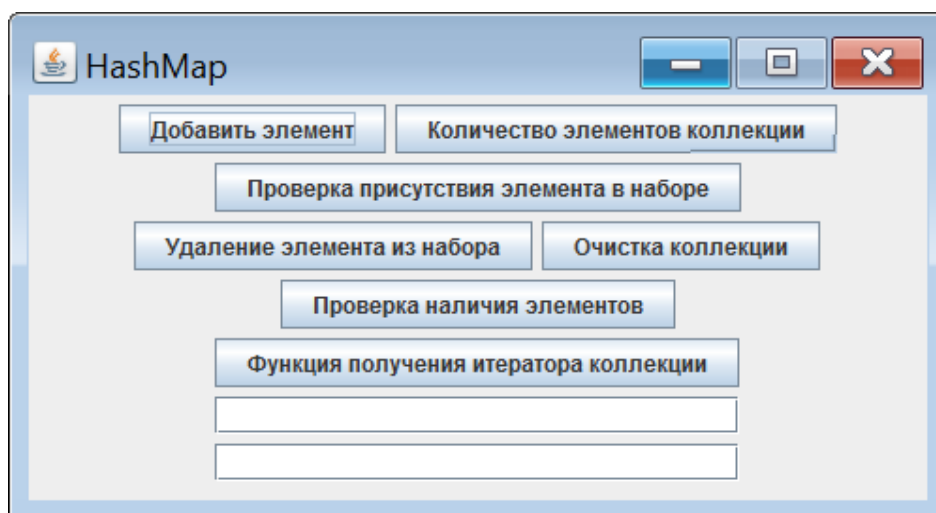 HashMap
Добавить элемент Количество элементов коллекции
Проверка присутствия элемента в наборе
Удаление элемента из набора Очистка коллекции
Проверка наличия элементов
Функция получения итератора коллекции